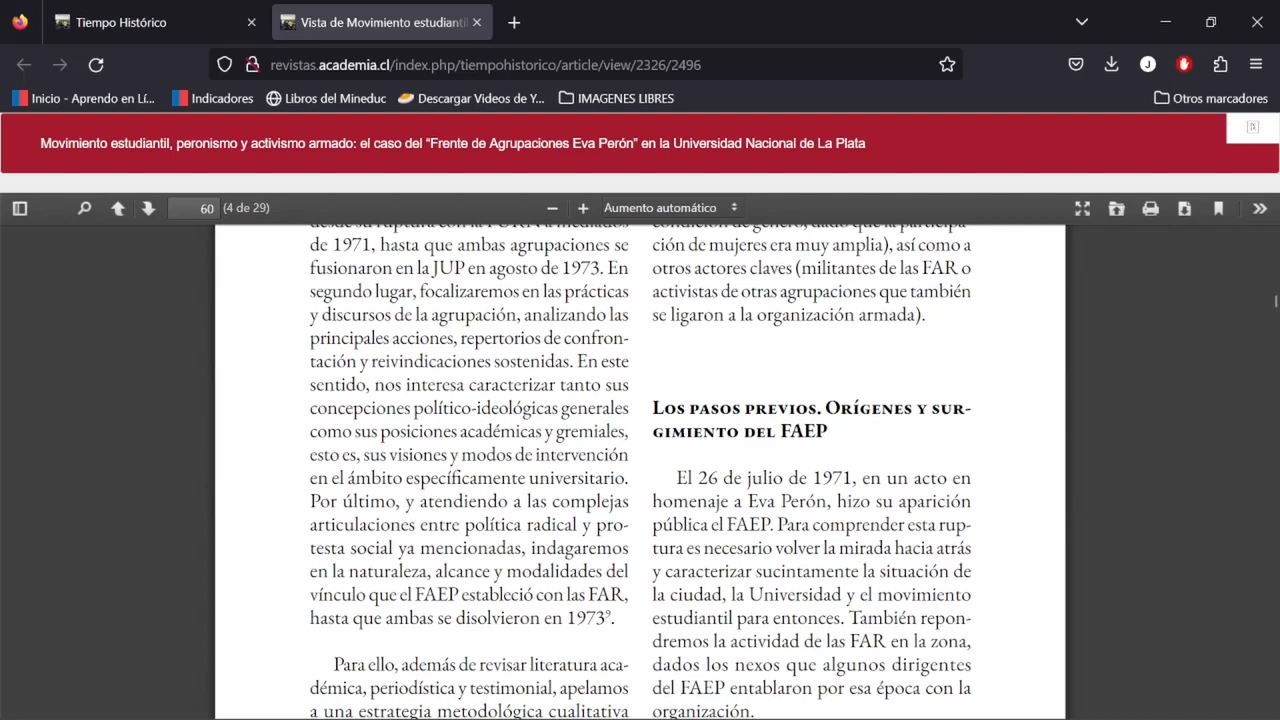 Tiempo Histórico
Vista de Movimiento estudiantil
revistas.academia.cl/index.php/tiempohistorico/article/view/2326/2496
Inicio - Aprendo en Lí...
Indicadores
Libros del Mineduc
Descargar Videos de Y...
IMAGENES LIBRES
Otros marcadores
Movimiento estudiantil, peronismo y activismo armado: el caso del “Frente de Agrupaciones Eva Perón” en la Universidad Nacional de La Plata
60 (4 de 29)
Aumento automático
de 1971, hasta que ambas agrupaciones se
fusionaron en la JUP en agosto de 1973. En
segundo lugar, focalizaremos en las prácticas
y discursos de la agrupación, analizando las
principales acciones, repertorios de confron-
tación y reivindicaciones sostenidas. En este
sentido, nos interesa caracterizar tanto sus
concepciones político-ideológicas generales
como sus posiciones académicas y gremiales,
esto es, sus visiones y modos de intervención
en el ámbito específicamente universitario.
Por último, y atendiendo a las complejas
articulaciones entre política radical y pro-
testa social ya mencionadas, indagaremos
en la naturaleza, alcance y modalidades del
vínculo que el FAEP estableció con las FAR,
hasta que ambas se disolvieron en 1973⁹.
Para ello, además de revisar literatura aca-
démica, periodística y testimonial, apelamos
a una estrategia metodológica cualitativa
condición de género, dado que la participa-
ción de mujeres era muy amplia), así como a
otros actores claves (militantes de las FAR o
activistas de otras agrupaciones que también
se ligaron a la organización armada).
Los pasos previos. Orígenes y sur-
gimiento del FAEP
El 26 de julio de 1971, en un acto en
homenaje a Eva Perón, hizo su aparición
pública el FAEP. Para comprender esta rup-
tura es necesario volver la mirada hacia atrás
y caracterizar sucintamente la situación de
la ciudad, la Universidad y el movimiento
estudiantil para entonces. También repon-
dremos la actividad de las FAR en la zona,
dados los nexos que algunos dirigentes
del FAEP entablaron por esa época con la
organización.